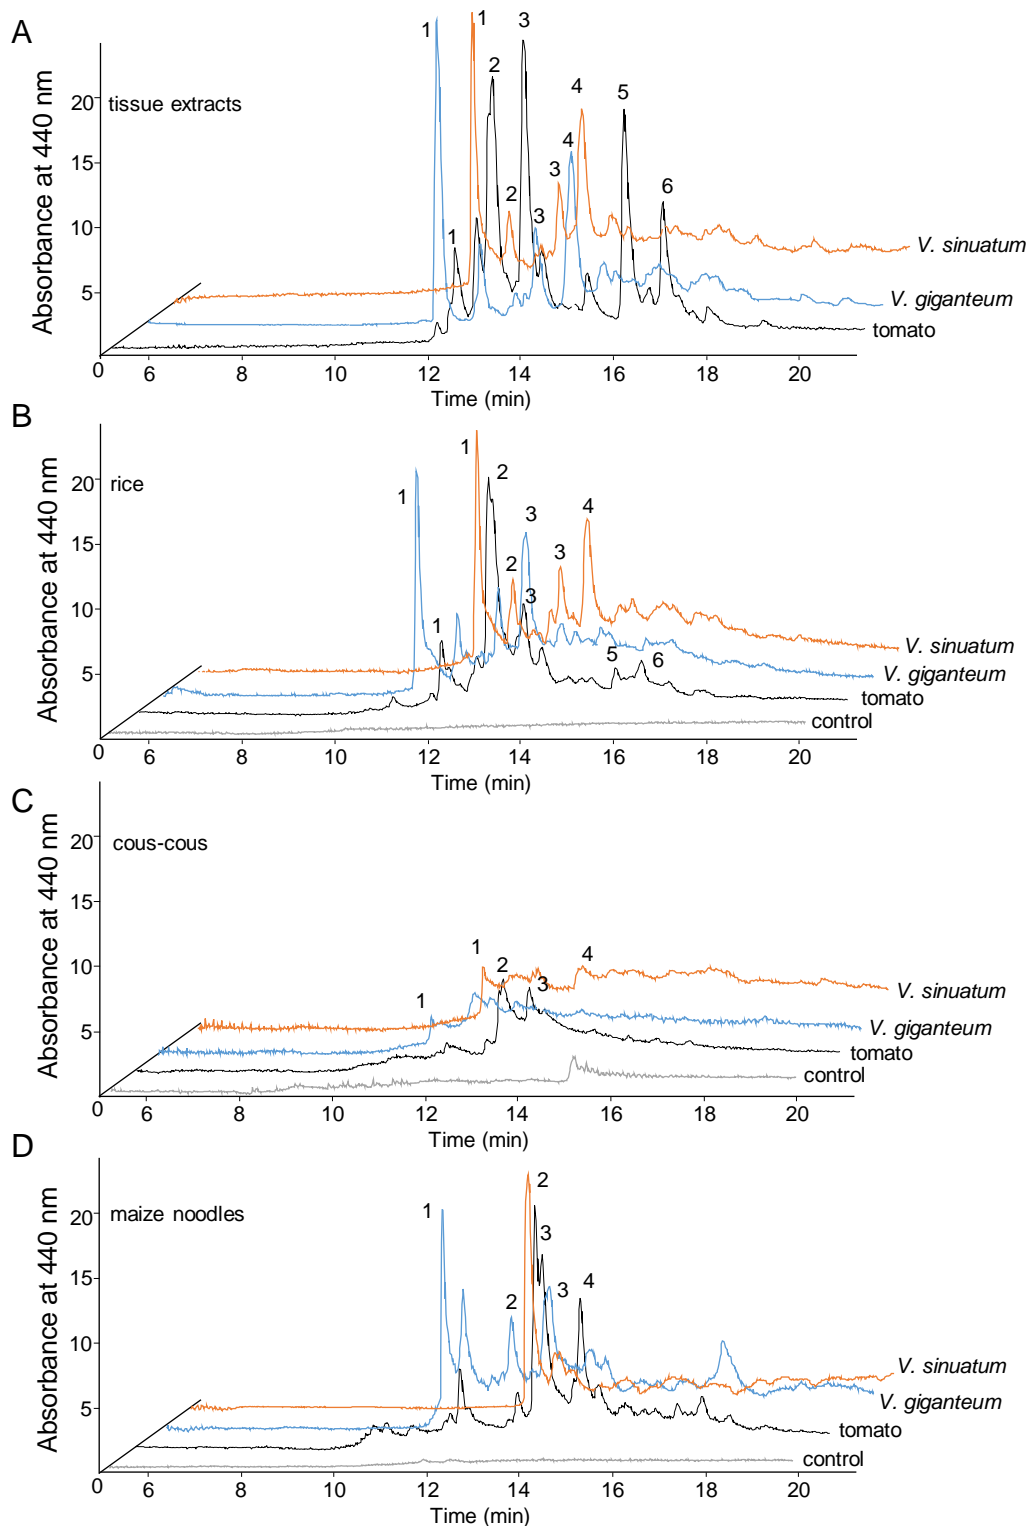 A
Absorbance at 440 nm
20
15
10
5
0
tissue extracts
1
1
2
3
4
5
6
1
2
3
3
4
V. sinuatum
V. giganteum
tomato
6
8
10
12
14
16
18
20
Time (min)
B
Absorbance at 440 nm
20
15
10
5
0
rice
1
1
2
3
4
1
2
3
3
5
6
V. sinuatum
V. giganteum
tomato
control
6
8
10
12
14
16
18
20
Time (min)
C
Absorbance at 440 nm
20
15
10
5
0
cous-cous
1
1
2
3
4
V. sinuatum
V. giganteum
tomato
control
6
8
10
12
14
16
18
20
Time (min)
D
Absorbance at 440 nm
20
15
10
5
0
maize noodles
1
2
2
3
3
4
V. sinuatum
V. giganteum
tomato
control
6
8
10
12
14
16
18
20
Time (min)